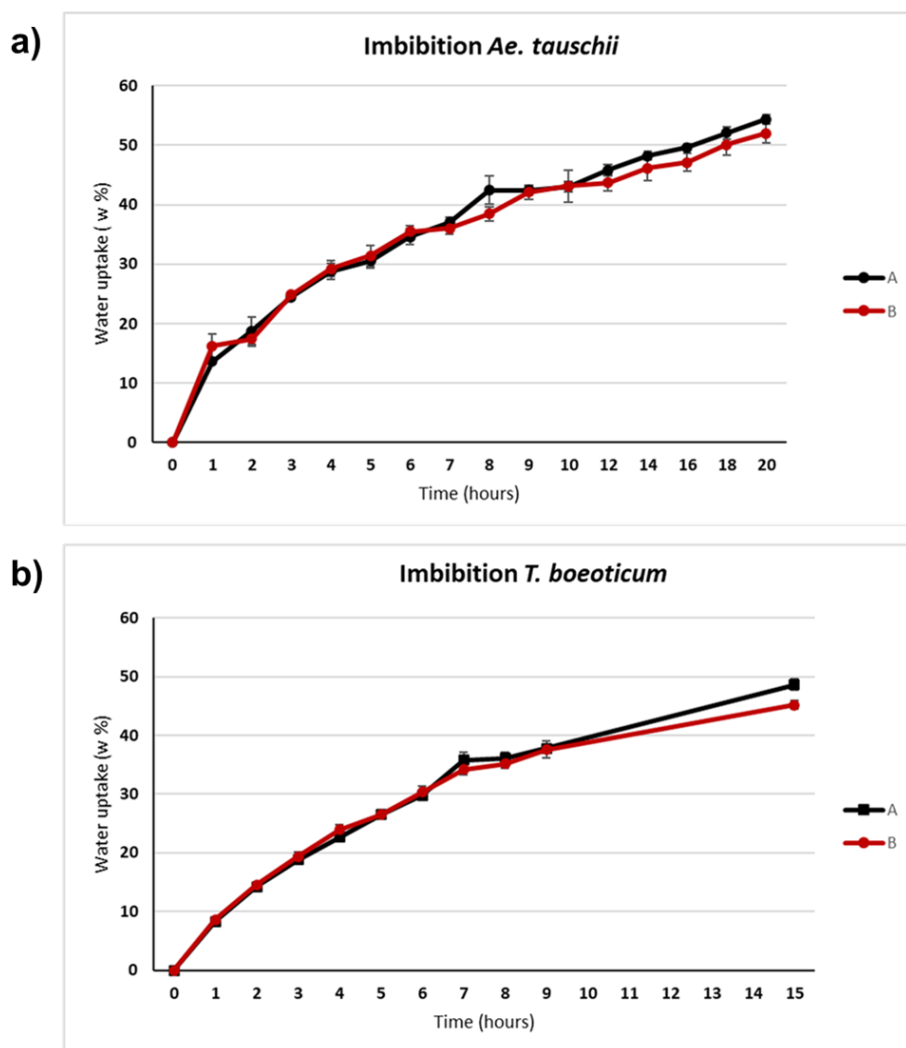 a)
Imbibition Ae. tauschii
Water uptake ( w %)
60
50
40
30
20
10
0
0 1 2 3 4 5 6 7 8 9 10 12 14 16 18 20
Time (hours)
A
B
b)
Imbibition T. boeoticum
Water uptake (w %)
60
50
40
30
20
10
0
0 1 2 3 4 5 6 7 8 9 10 11 12 13 14 15
Time (hours)
A
B